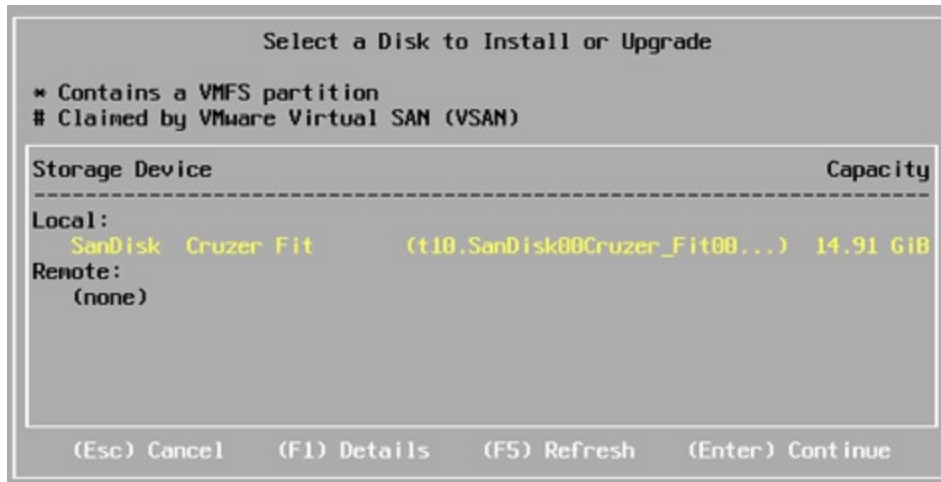 Select a Disk to Install or Upgrade
* Contains a VMFS partition
# Claimed by VMware Virtual SAN (VSAN)
Storage Device Capacity
--------------------------------------------------------------------------------
Local:
SanDisk Cruzer Fit (t10.SanDisk00Cruzer_Fit00...) 14.91 GiB
Remote:
(none)
(Esc) Cancel (F1) Details (F5) Refresh (Enter) Continue